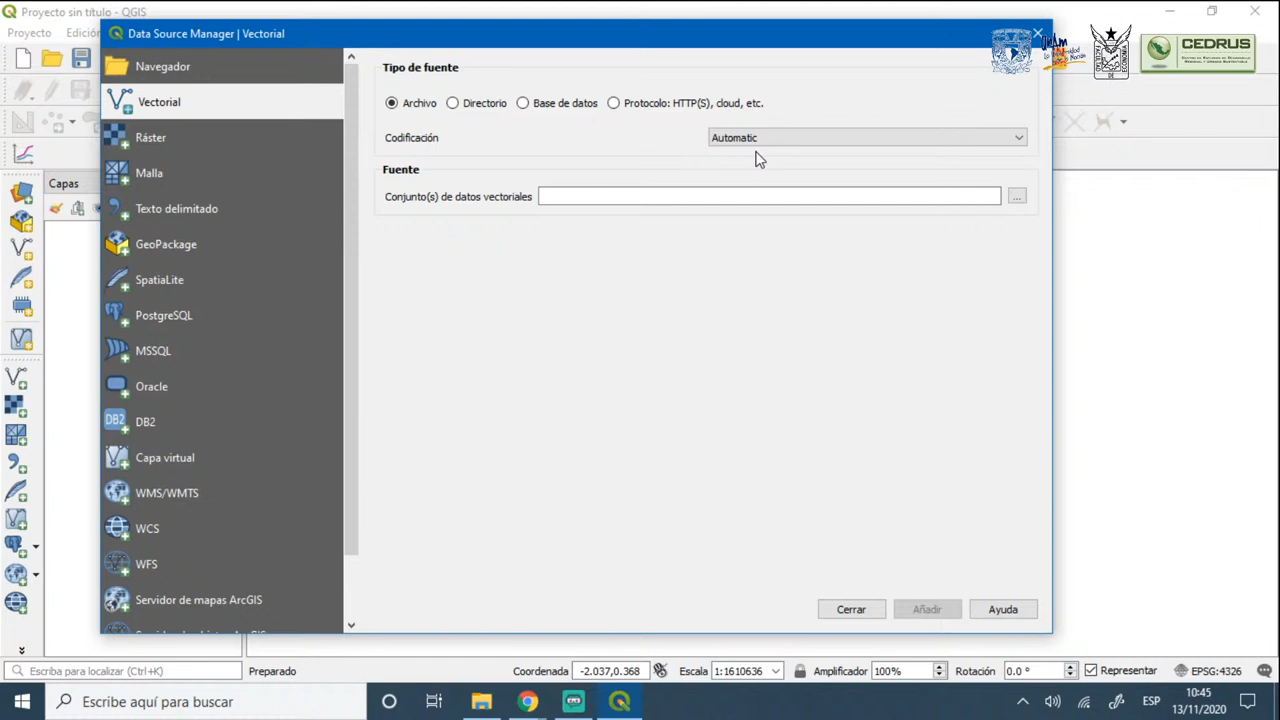 Proyecto sin título - QGIS
Proyecto
Edición
Data Source Manager | Vectorial
CEDRUS
Navegador
Vectorial
Ráster
Malla
Texto delimitado
GeoPackage
SpatiaLite
PostgreSQL
MSSQL
Oracle
DB2
DB2
Capa virtual
WMS/WMTS
WCS
WFS
Servidor de mapas ArcGIS
Capas
Tipo de fuente
Archivo
Directorio
Base de datos
Protocolo: HTTP(S), cloud, etc.
Codificación
Automatic
Fuente
Conjunto(s) de datos vectoriales
...
Cerrar
Añadir
Ayuda
Escriba para localizar (Ctrl+K)
Preparado
Coordenada
-2.037,0.368
Escala
1:1610636
Amplificador
100%
Rotación
0.0 °
Representar
EPSG:4326
Escribe aquí para buscar
ESP
10:45
13/11/2020